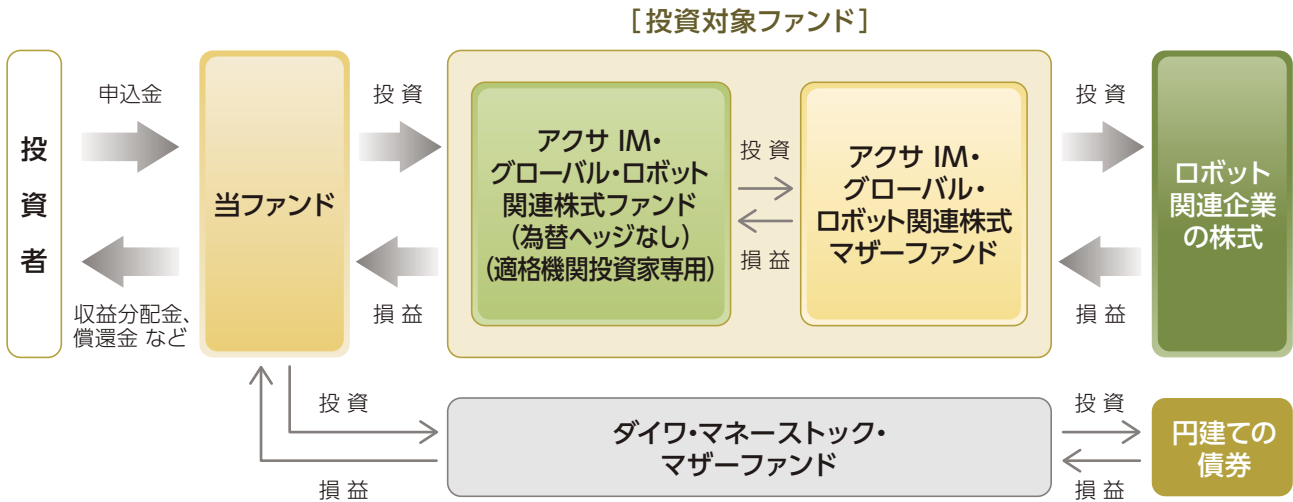 ［投資対象ファンド］
投資者
申込金
収益分配金、
償還金 など
当ファンド
投 資
損 益
アクサ IM・
グローバル・ロボット
関連株式ファンド
(為替ヘッジなし)
(適格機関投資家専用)
投 資
損 益
アクサ IM・
グローバル・
ロボット関連株式
マザーファンド
投 資
損 益
ロボット
関連企業
の株式
投 資
損 益
ダイワ・マネーストック・
マザーファンド
投 資
損 益
円建ての
債券